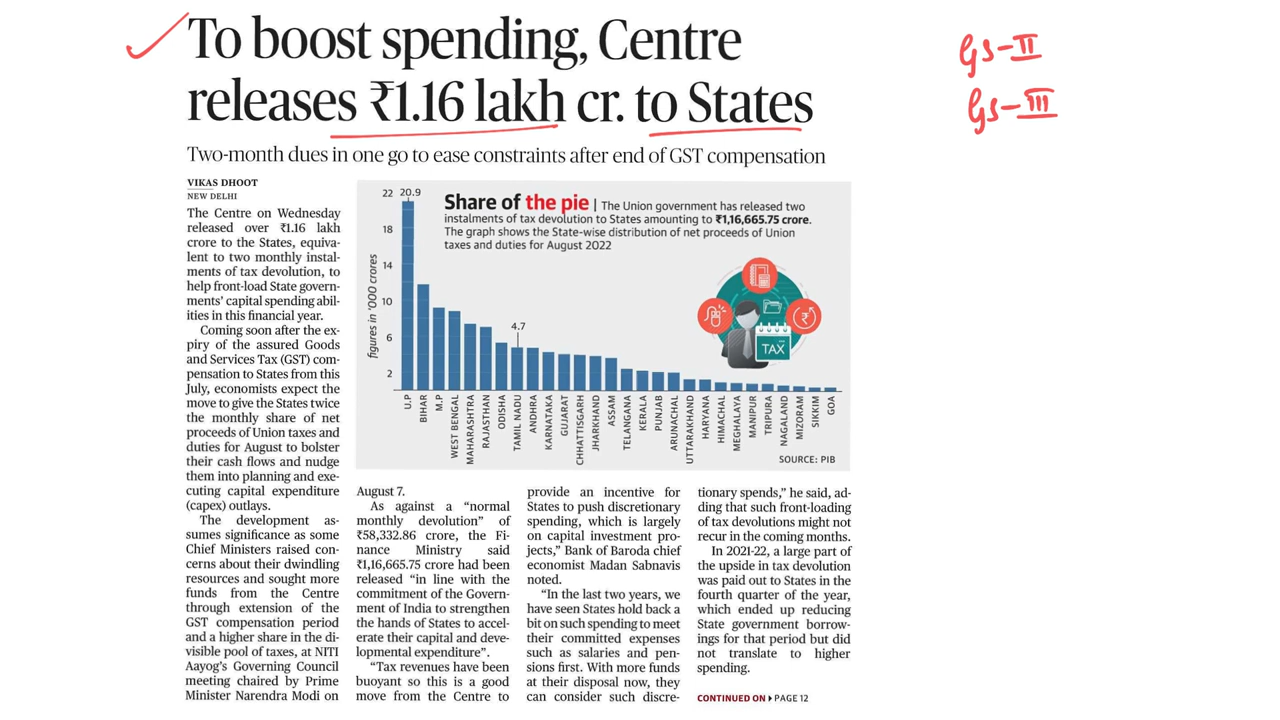 To boost spending, Centre
releases ₹1.16 lakh cr. to States
GS-II
GS-III
Two-month dues in one go to ease constraints after end of GST compensation
VIKAS DHOOT
NEW DELHI
The Centre on Wednesday
released over ₹1.16 lakh
crore to the States, equiva-
lent to two monthly instal-
ments of tax devolution, to
help front-load State govern-
ments’ capital spending abil-
ities in this financial year.
Coming soon after the ex-
piry of the assured Goods
and Services Tax (GST) com-
pensation to States from this
July, economists expect the
move to give the States twice
the monthly share of net
proceeds of Union taxes and
duties for August to bolster
their cash flows and nudge
them into planning and exe-
cuting capital expenditure
(capex) outlays.
The development as-
sumes significance as some
Chief Ministers raised con-
cerns about their dwindling
resources and sought more
funds from the Centre
through extension of the
GST compensation period
and a higher share in the di-
visible pool of taxes, at NITI
Aayog’s Governing Council
meeting chaired by Prime
Minister Narendra Modi on
Share of the pie | The Union government has released two
instalments of tax devolution to States amounting to ₹1,16,665.75 crore.
The graph shows the State-wise distribution of net proceeds of Union
taxes and duties for August 2022
figures in '000 crores
22
18
14
10
6
2
20.9
4.7
TAX
U.P
BIHAR
M.P
WEST BENGAL
MAHARASHTRA
RAJASTHAN
ODISHA
TAMIL NADU
ANDHRA
KARNATAKA
GUJARAT
CHHATTISGARH
JHARKHAND
ASSAM
TELANGANA
KERALA
PUNJAB
ARUNACHAL
UTTARAKHAND
HARYANA
HIMACHAL
MEGHALAYA
MANIPUR
TRIPURA
NAGALAND
MIZORAM
SIKKIM
GOA
SOURCE: PIB
August 7.
As against a “normal
monthly devolution” of
₹58,332.86 crore, the Fi-
nance Ministry said
₹1,16,665.75 crore had been
released “in line with the
commitment of the Govern-
ment of India to strengthen
the hands of States to accel-
erate their capital and deve-
lopmental expenditure”.
“Tax revenues have been
buoyant so this is a good
move from the Centre to
provide an incentive for
States to push discretionary
spending, which is largely
on capital investment pro-
jects,” Bank of Baroda chief
economist Madan Sabnavis
noted.
“In the last two years, we
have seen States hold back a
bit on such spending to meet
their committed expenses
such as salaries and pen-
sions first. With more funds
at their disposal now, they
can consider such discre-
tionary spends,” he said, ad-
ding that such front-loading
of tax devolutions might not
recur in the coming months.
In 2021-22, a large part of
the upside in tax devolution
was paid out to States in the
fourth quarter of the year,
which ended up reducing
State government borrow-
ings for that period but did
not translate to higher
spending.
CONTINUED ON ▸ PAGE 12